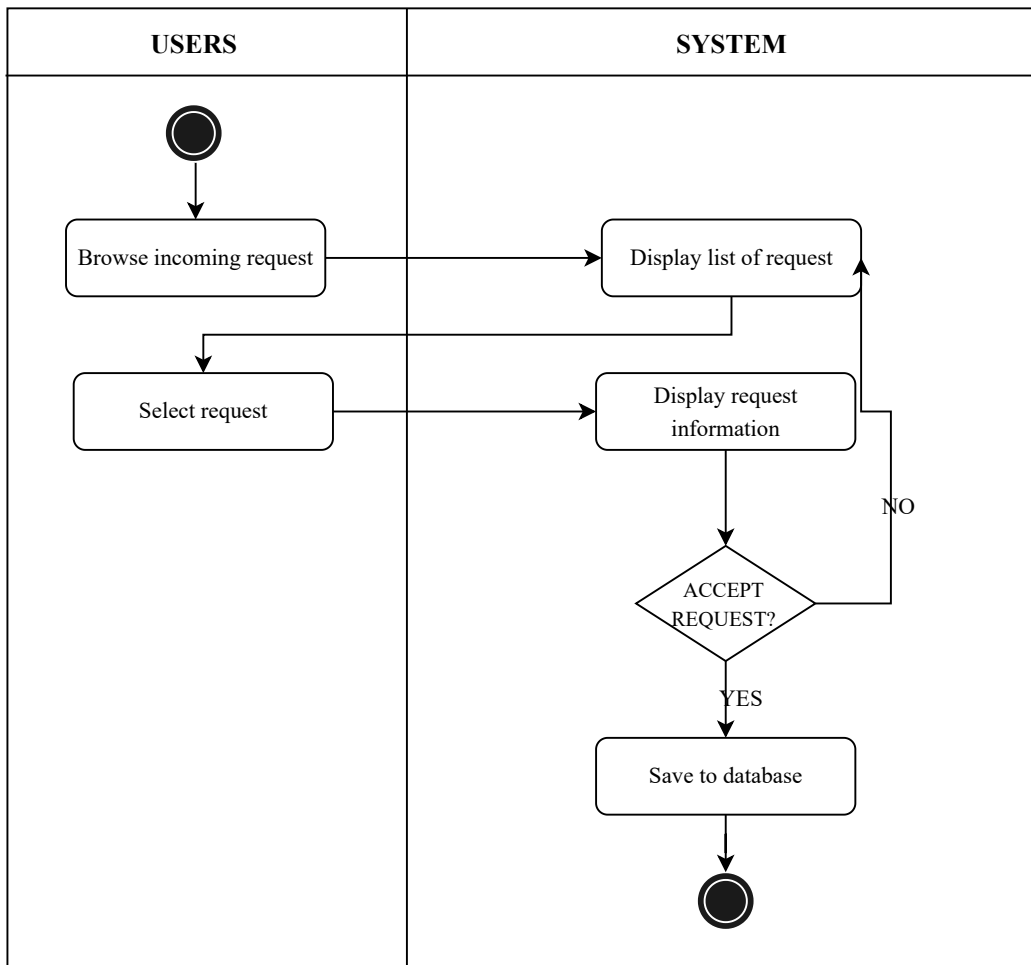 USERS
SYSTEM
Browse incoming request
Display list of request
Select request
Display request
information
NO
ACCEPT
REQUEST?
YES
Save to database